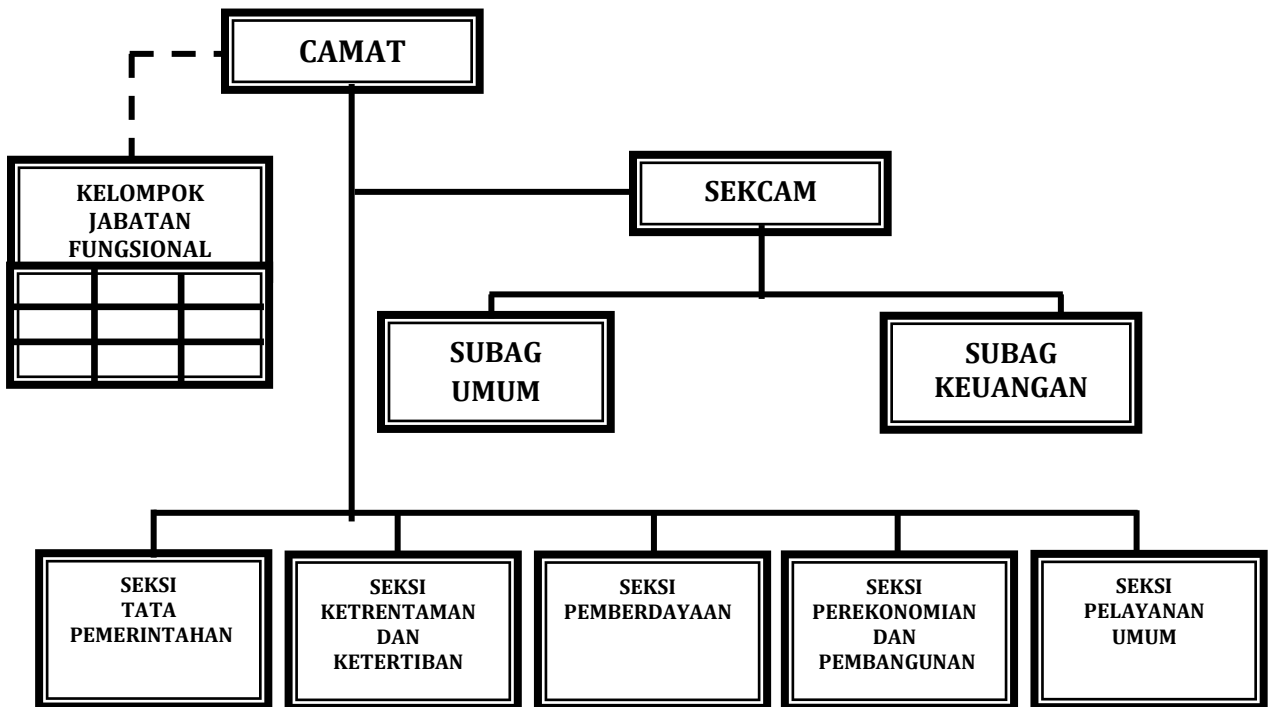 CAMAT
KELOMPOK
JABATAN
FUNGSIONAL
SEKCAM
SUBAG
UMUM
SUBAG
KEUANGAN
SEKSI
TATA
PEMERINTAHAN
SEKSI
KETRENTAMAN
DAN
KETERTIBAN
SEKSI
PEMBERDAYAAN
SEKSI
PEREKONOMIAN
DAN
PEMBANGUNAN
SEKSI
PELAYANAN
UMUM